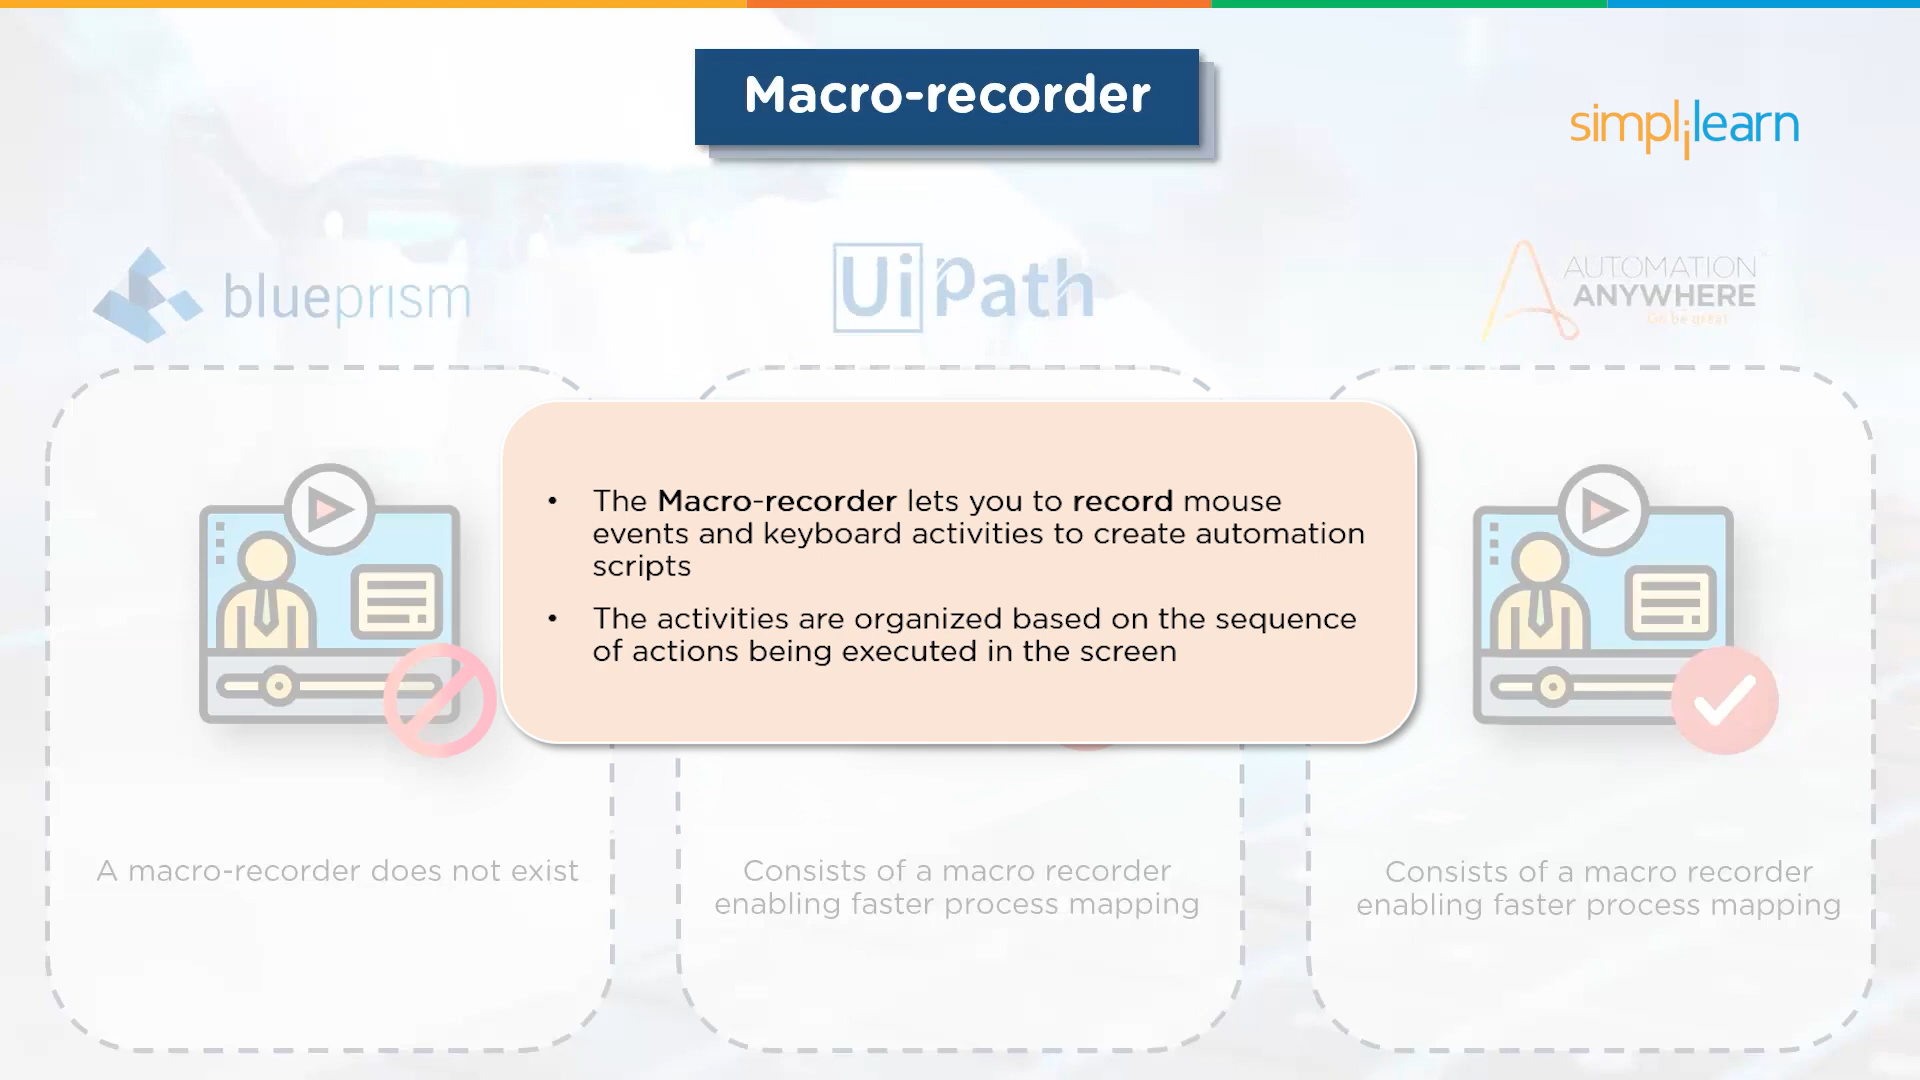 Macro-recorder
simplilearn
blueprism
UiPath
AUTOMATION
ANYWHERE
Go be great
• The Macro-recorder lets you to record mouse
events and keyboard activities to create automation
scripts
• The activities are organized based on the sequence
of actions being executed in the screen
A macro-recorder does not exist
Consists of a macro recorder
enabling faster process mapping
Consists of a macro recorder
enabling faster process mapping